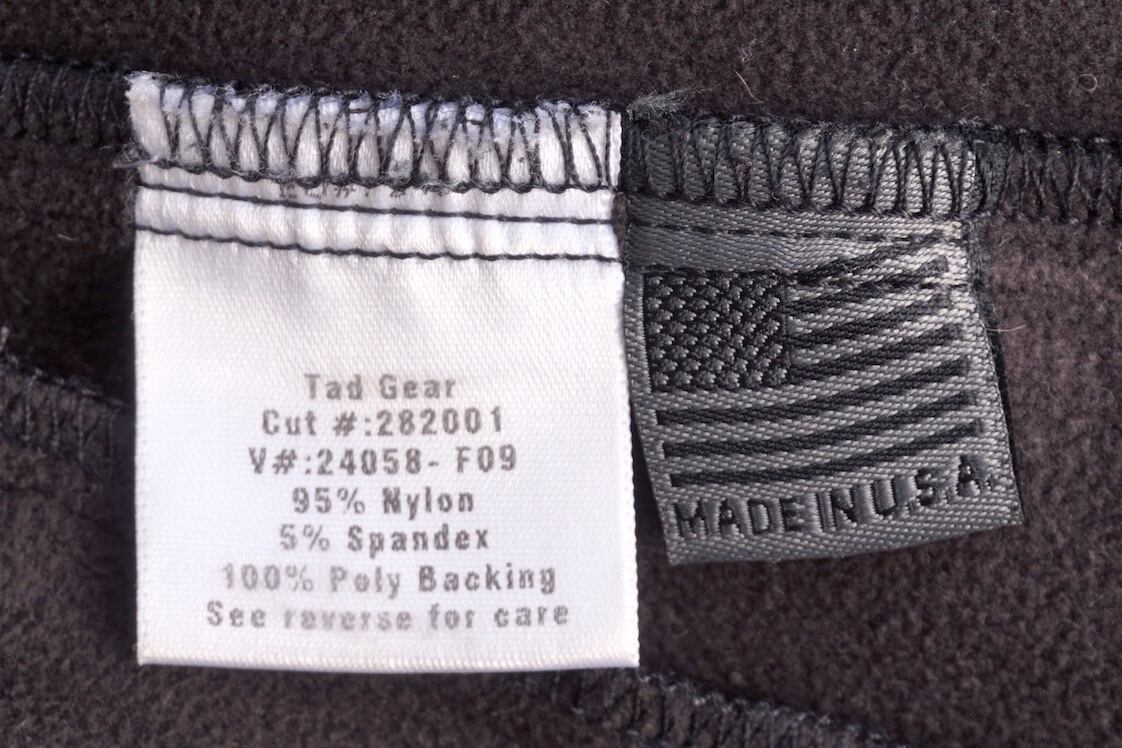 Tad Gear
Cut #:282001
V#:24058- F09
95% Nylon
5% Spandex
100% Poly Backing
See reverse for care
MADE IN U.S.A.